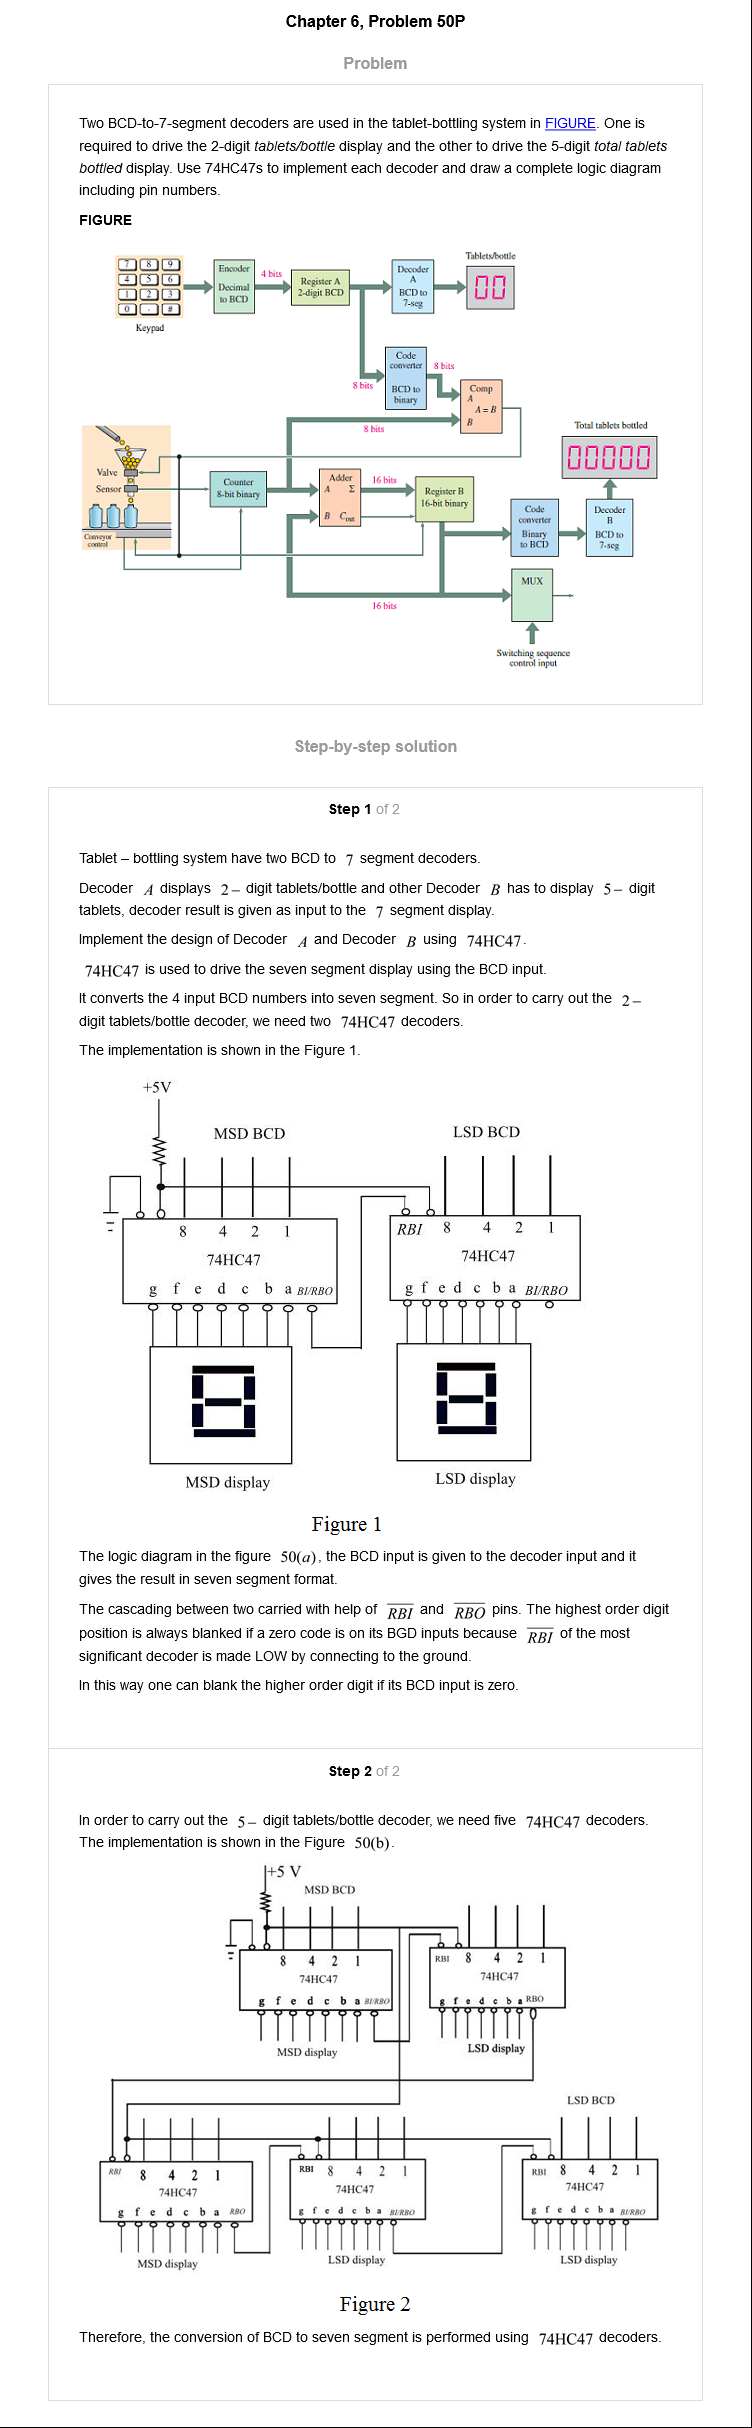 Chapter 6, Problem 50P
Problem
Two BCD-to-7-segment decoders are used in the tablet-bottling system in FIGURE. One is
required to drive the 2-digit tablets/bottle display and the other to drive the 5-digit total tablets
bottled display. Use 74HC47s to implement each decoder and draw a complete logic diagram
including pin numbers.
FIGURE
Tablets/bottle
7 8 9
4 5 6
1 2 3
0 . #
Keypad
Encoder
Decimal
to BCD
4 bits
Register A
2-digit BCD
Decoder
A
BCD to
7-seg
00
Code
converter
BCD to
binary
8 bits
8 bits
Comp
A
A = B
B
8 bits
Total tablets bottled
00000
Valve
Sensor
Conveyor
control
Counter
8-bit binary
Adder
A Σ
B Cout
16 bits
Register B
16-bit binary
Code
converter
Binary
to BCD
Decoder
B
BCD to
7-seg
MUX
16 bits
Switching sequence
control input
Step-by-step solution
Step 1 of 2
Tablet – bottling system have two BCD to 7 segment decoders.
Decoder A displays 2 – digit tablets/bottle and other Decoder B has to display 5 – digit
tablets, decoder result is given as input to the 7 segment display.
Implement the design of Decoder A and Decoder B using 74HC47.
74HC47 is used to drive the seven segment display using the BCD input.
It converts the 4 input BCD numbers into seven segment. So in order to carry out the 2 –
digit tablets/bottle decoder, we need two 74HC47 decoders.
The implementation is shown in the Figure 1.
+5V
MSD BCD
LSD BCD
8 4 2 1
74HC47
g f e d c b a BI/RBO
RBI 8 4 2 1
74HC47
g f e d c b a BI/RBO
MSD display
LSD display
Figure 1
The logic diagram in the figure 50(a), the BCD input is given to the decoder input and it
gives the result in seven segment format.
The cascading between two carried with help of RBI and RBO pins. The highest order digit
position is always blanked if a zero code is on its BGD inputs because RBI of the most
significant decoder is made LOW by connecting to the ground.
In this way one can blank the higher order digit if its BCD input is zero.
Step 2 of 2
In order to carry out the 5 – digit tablets/bottle decoder, we need five 74HC47 decoders.
The implementation is shown in the Figure 50(b).
+5 V
MSD BCD
8 4 2 1
74HC47
g f e d c b a BI/RBO
MSD display
RBI 8 4 2 1
74HC47
g f e d c b a RBO
LSD display
LSD BCD
RBI 8 4 2 1
74HC47
g f e d c b a RBO
MSD display
RBI 8 4 2 1
74HC47
g f e d c b a BI/RBO
LSD display
RBI 8 4 2 1
74HC47
g f e d c b a BI/RBO
LSD display
Figure 2
Therefore, the conversion of BCD to seven segment is performed using 74HC47 decoders.